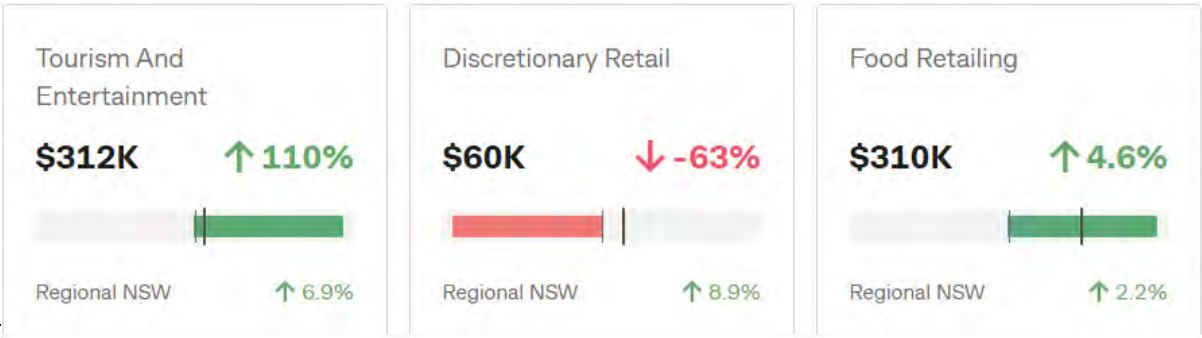 Tourism And
Entertainment
$312K ↑ 110%
Regional NSW ↑ 6.9%
Discretionary Retail
$60K ↓ -63%
Regional NSW ↑ 8.9%
Food Retailing
$310K ↑ 4.6%
Regional NSW ↑ 2.2%